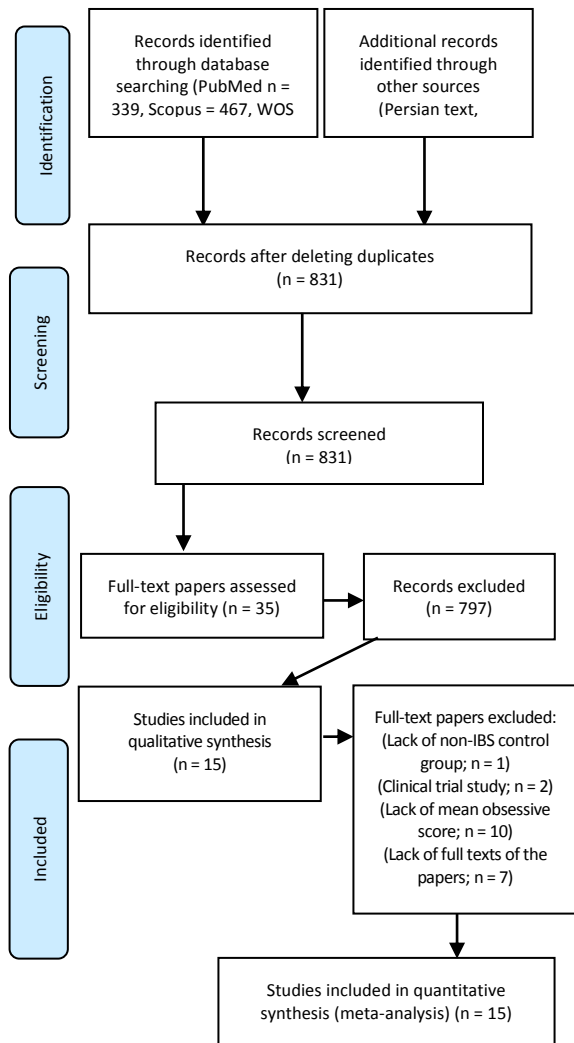 Identification
Records identified
through database
searching (PubMed n =
339, Scopus = 467, WOS
Additional records
identified through
other sources
(Persian text,
Records after deleting duplicates
(n = 831)
Screening
Records screened
(n = 831)
Eligibility
Full-text papers assessed
for eligibility (n = 35)
Records excluded
(n = 797)
Included
Studies included in
qualitative synthesis
(n = 15)
Full-text papers excluded:
(Lack of non-IBS control
group; n = 1)
(Clinical trial study; n = 2)
(Lack of mean obsessive
score; n = 10)
(Lack of full texts of the
papers; n = 7)
Studies included in quantitative
synthesis (meta-analysis) (n = 15)